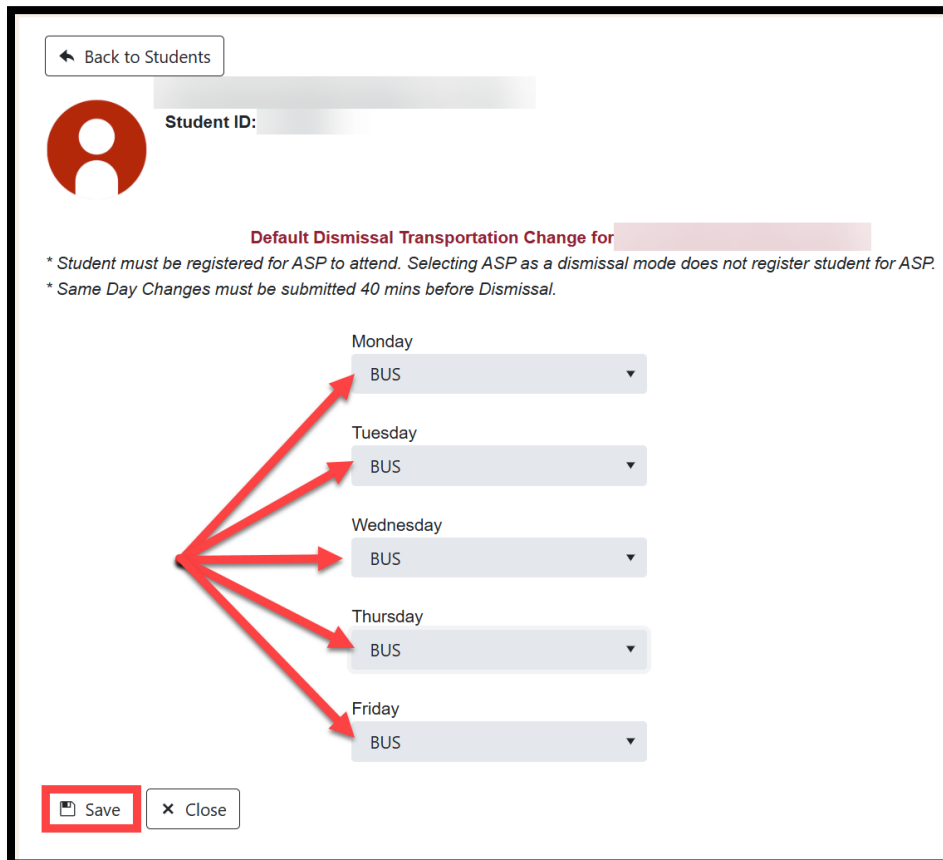 Back to Students
Student ID:
Default Dismissal Transportation Change for
* Student must be registered for ASP to attend. Selecting ASP as a dismissal mode does not register student for ASP.
* Same Day Changes must be submitted 40 mins before Dismissal.
Monday
BUS
Tuesday
BUS
Wednesday
BUS
Thursday
BUS
Friday
BUS
Save
Close